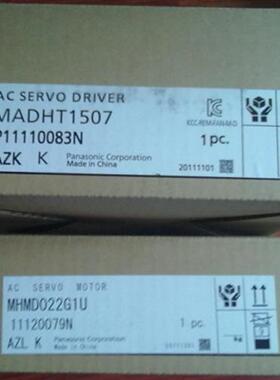 AC SERVO DRIVER
MADHT1507
P11110083N
1 pc.
AZK K
Panasonic Corporation
Made in China
20111101
AC SERVO MOTOR
MHMD022G1U
11120079N
1 pc.
AZL K
Panasonic Corporation
Made in China